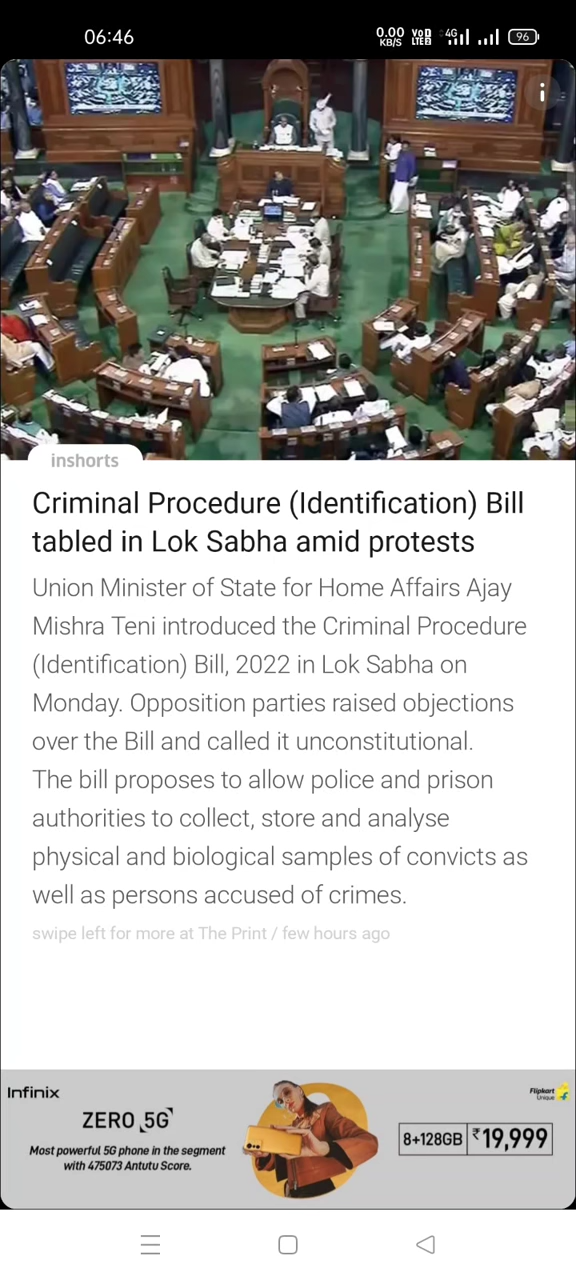 06:46
0.00 KB/S VoD LTE2 4G 96
i
inshorts
Criminal Procedure (Identification) Bill
tabled in Lok Sabha amid protests
Union Minister of State for Home Affairs Ajay
Mishra Teni introduced the Criminal Procedure
(Identification) Bill, 2022 in Lok Sabha on
Monday. Opposition parties raised objections
over the Bill and called it unconstitutional.
The bill proposes to allow police and prison
authorities to collect, store and analyse
physical and biological samples of convicts as
well as persons accused of crimes.
swipe left for more at The Print / few hours ago
Infinix
Flipkart
Unique
ZERO 5G
Most powerful 5G phone in the segment
with 475073 Antutu Score.
8+128GB ₹19,999